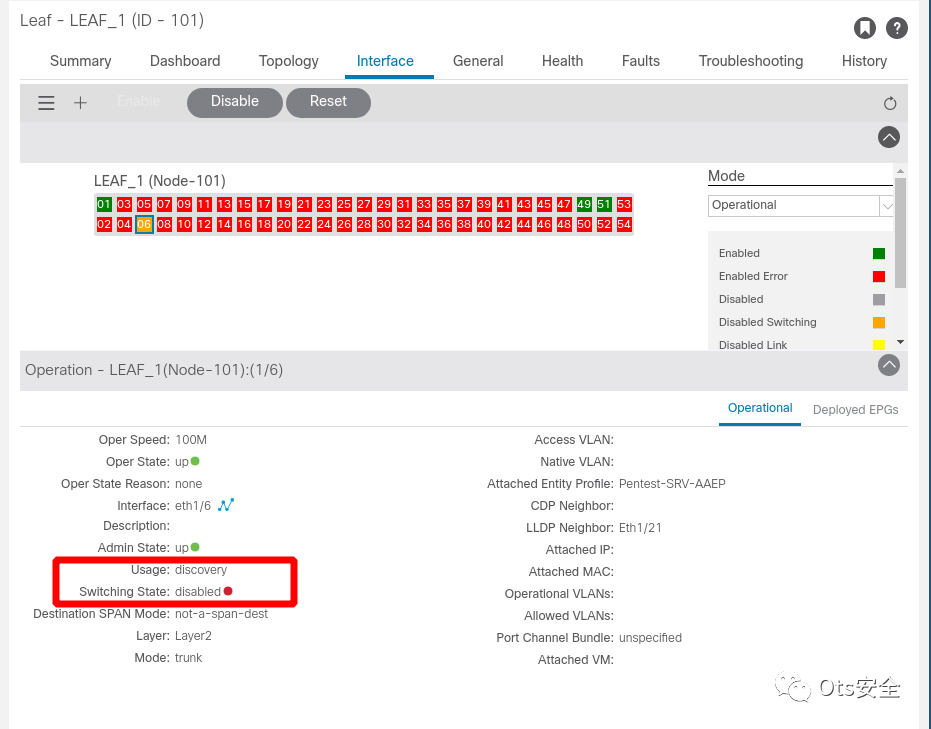 Leaf - LEAF_1 (ID - 101)
?
Summary Dashboard Topology Interface General Health Faults Troubleshooting History
Enable Disable Reset
LEAF_1 (Node-101)
01 03 05 07 09 11 13 15 17 19 21 23 25 27 29 31 33 35 37 39 41 43 45 47 49 51 53
02 04 06 08 10 12 14 16 18 20 22 24 26 28 30 32 34 36 38 40 42 44 46 48 50 52 54
Mode
Operational
Enabled
Enabled Error
Disabled
Disabled Switching
Disabled Link
Operation - LEAF_1(Node-101):(1/6)
Operational Deployed EPGs
Oper Speed: 100M
Oper State: up
Oper State Reason: none
Interface: eth1/6
Description:
Admin State: up
Usage: discovery
Switching State: disabled
Destination SPAN Mode: not-a-span-dest
Layer: Layer2
Mode: trunk
Access VLAN:
Native VLAN:
Attached Entity Profile: Pentest-SRV-AAEP
CDP Neighbor:
LLDP Neighbor: Eth1/21
Attached IP:
Attached MAC:
Operational VLANs:
Allowed VLANs:
Port Channel Bundle: unspecified
Attached VM:
Ots安全